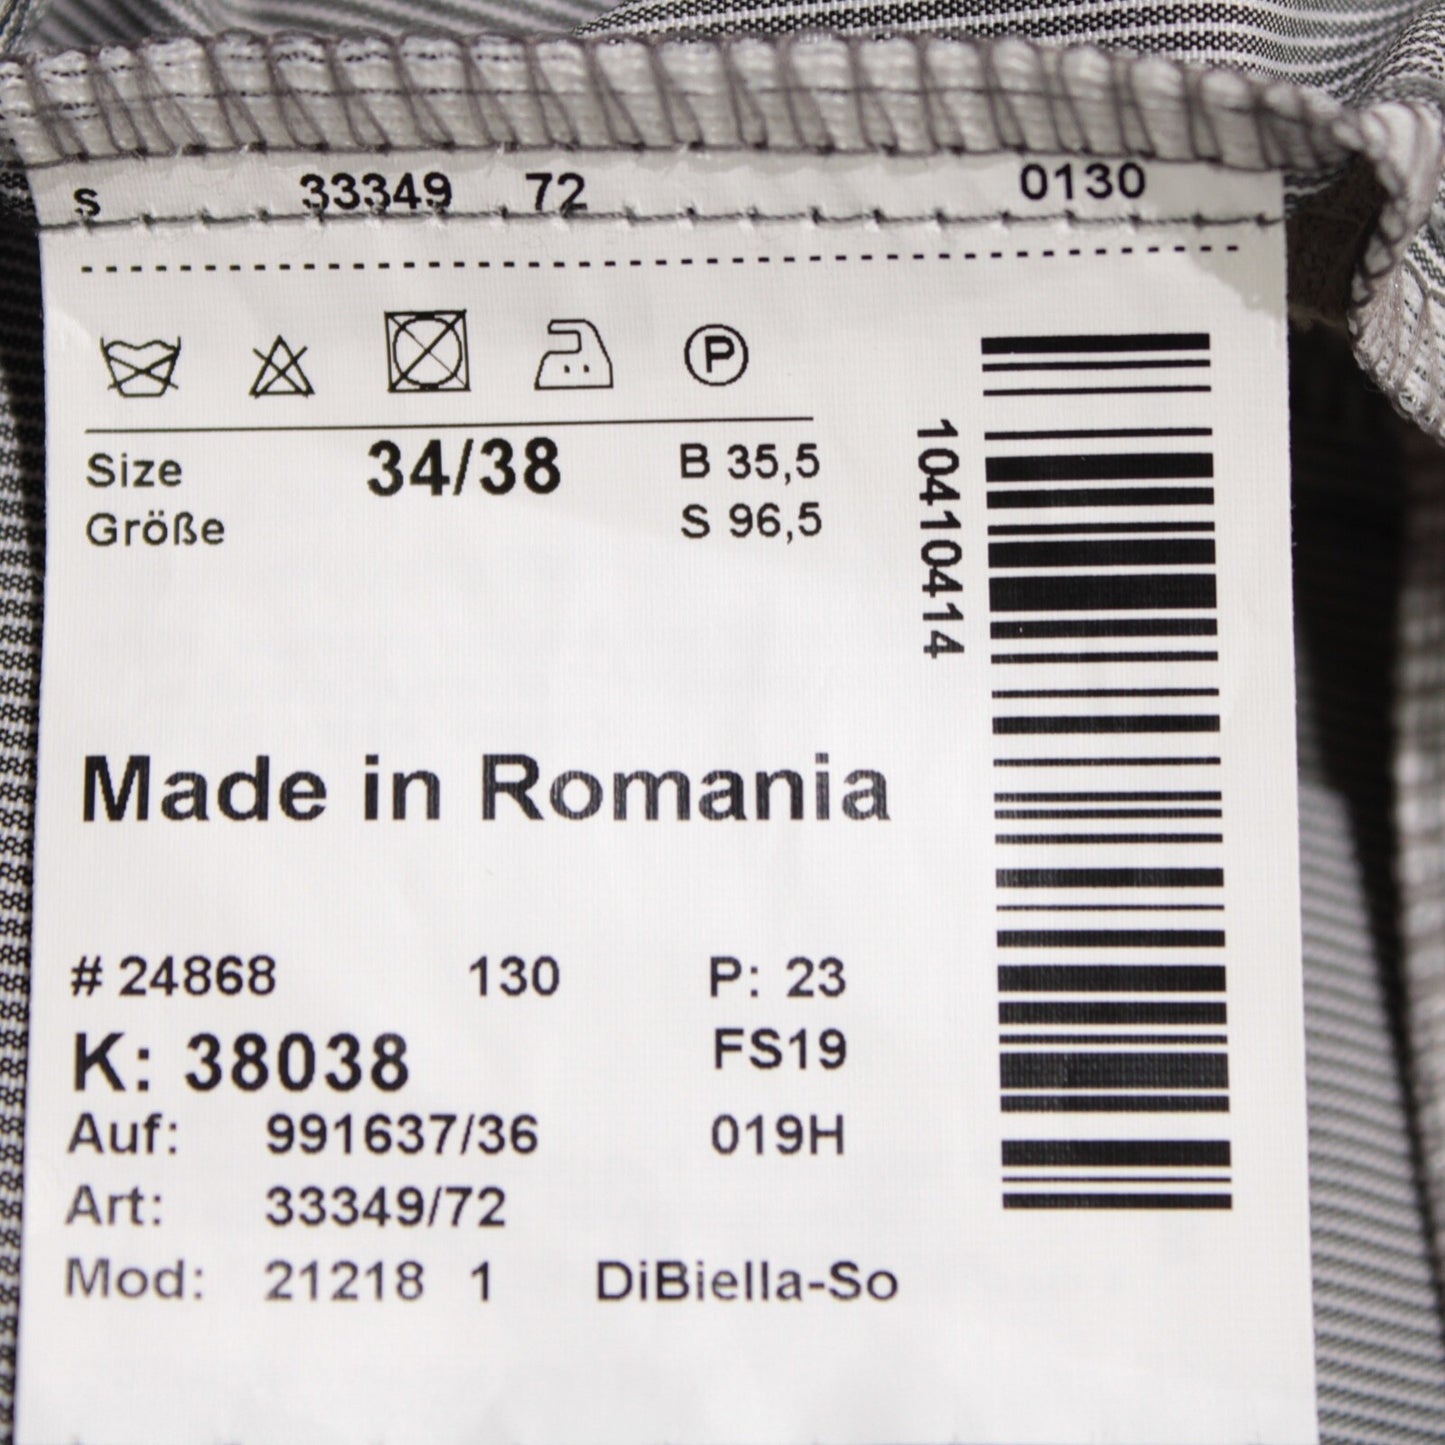 s 33349 72 0130
P
Size 34/38 B 35,5
Größe S 96,5
10410414
Made in Romania
# 24868 130 P: 23
K: 38038 FS19
Auf: 991637/36 019H
Art: 33349/72
Mod: 21218 1 DiBiella-So